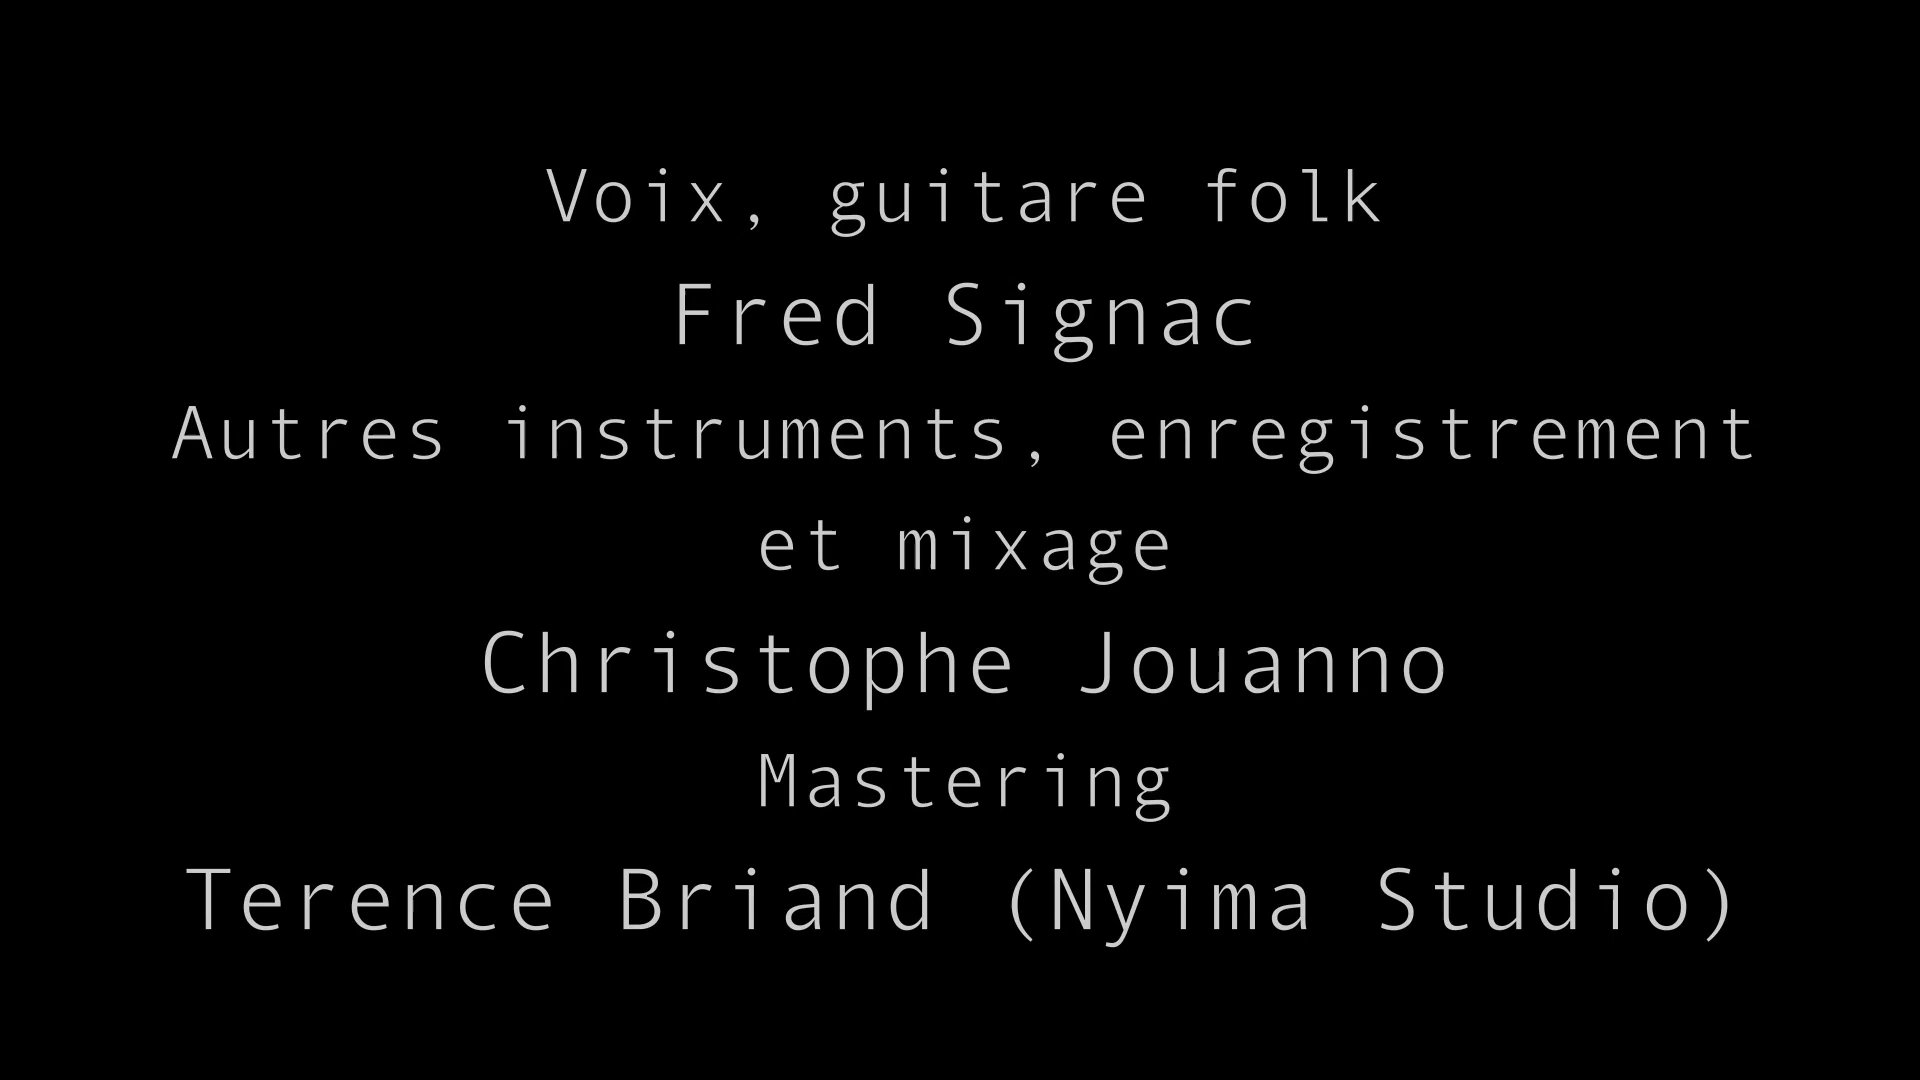 Voix, guitare folk
Fred Signac
Autres instruments, enregistrement
et mixage
Christophe Jouanno
Mastering
Terence Briand (Nyima Studio)